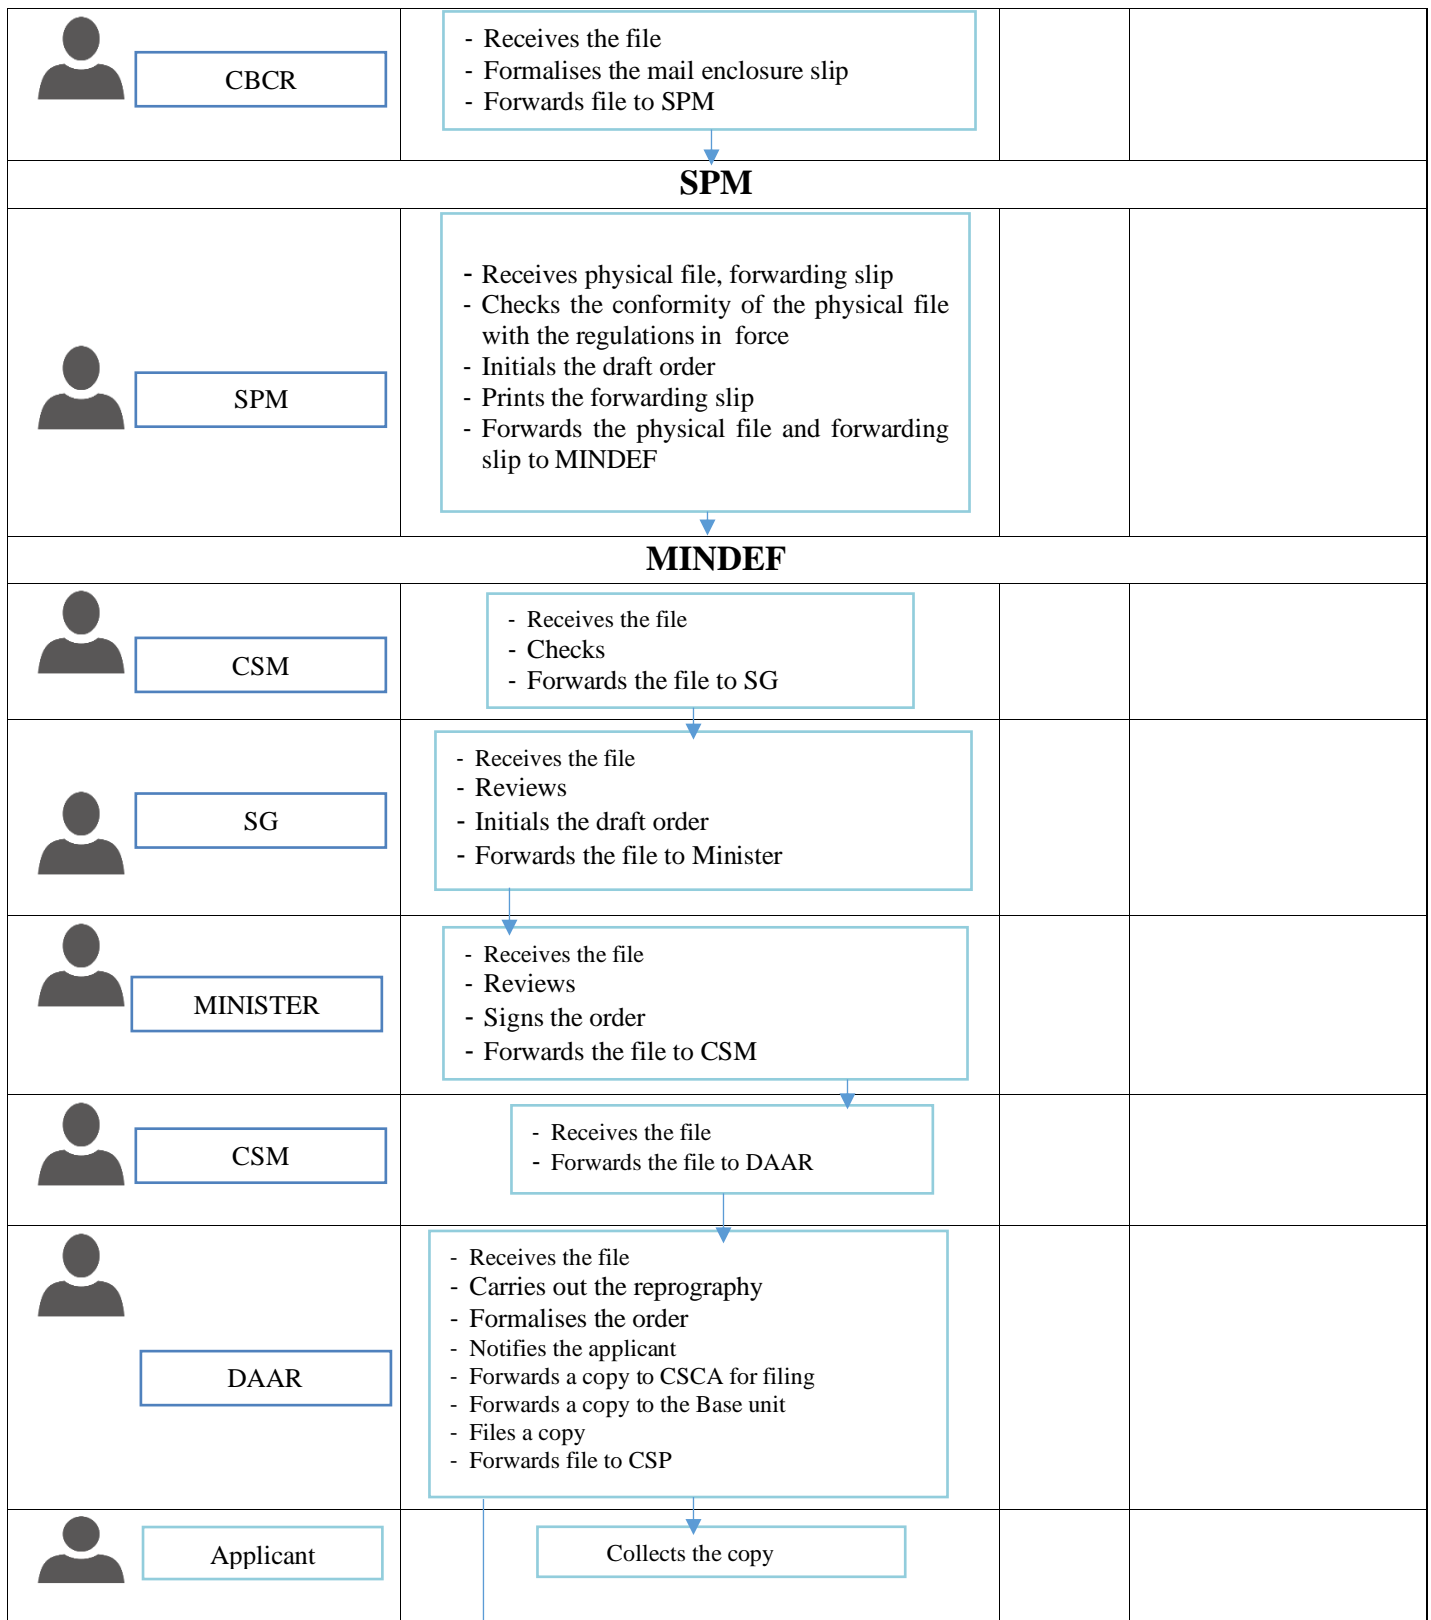 CBCR
- Receives the file
- Formalises the mail enclosure slip
- Forwards file to SPM
SPM
SPM
- Receives physical file, forwarding slip
- Checks the conformity of the physical file
with the regulations in force
- Initials the draft order
- Prints the forwarding slip
- Forwards the physical file and forwarding
slip to MINDEF
MINDEF
CSM
- Receives the file
- Checks
- Forwards the file to SG
SG
- Receives the file
- Reviews
- Initials the draft order
- Forwards the file to Minister
MINISTER
- Receives the file
- Reviews
- Signs the order
- Forwards the file to CSM
CSM
- Receives the file
- Forwards the file to DAAR
DAAR
- Receives the file
- Carries out the reprography
- Formalises the order
- Notifies the applicant
- Forwards a copy to CSCA for filing
- Forwards a copy to the Base unit
- Files a copy
- Forwards file to CSP
Applicant
Collects the copy